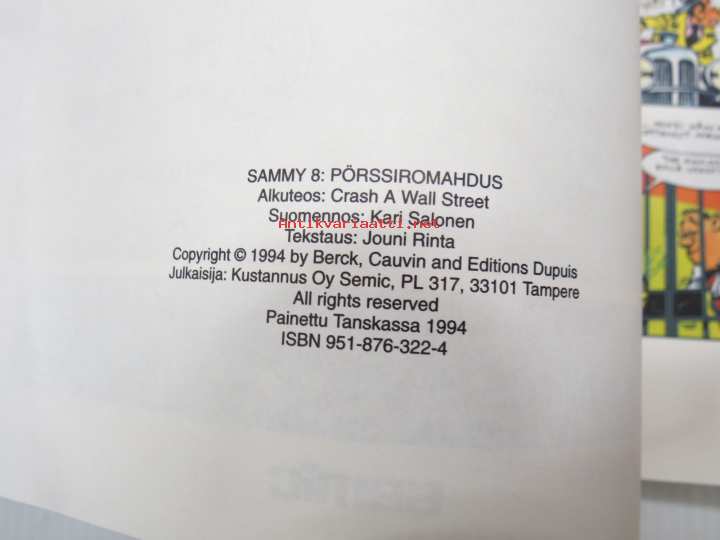 SAMMY 8: PÖRSSIROMAHDUS
Alkuteos: Crash A Wall Street
Suomennos: Kari Salonen
Antikvariaatti.net
Tekstaus: Jouni Rinta
Copyright © 1994 by Berck, Cauvin and Editions Dupuis
Julkaisija: Kustannus Oy Semic, PL 317, 33101 Tampere
All rights reserved
Painettu Tanskassa 1994
ISBN 951-876-322-4